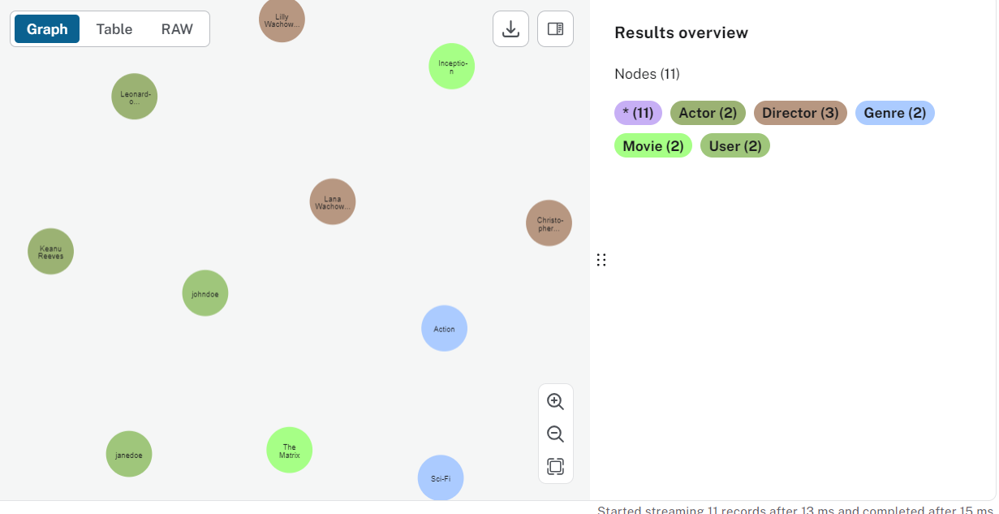 Graph Table RAW
Lilly
Wachow...
Inceptio-
n
Leonard-
o...
Lana
Wachow...
Christo-
pher...
Keanu
Reeves
johndoe
Action
janedoe
The
Matrix
Sci-Fi
Results overview
Nodes (11)
* (11) Actor (2) Director (3) Genre (2)
Movie (2) User (2)
Started streaming 11 records after 13 ms and completed after 15 ms